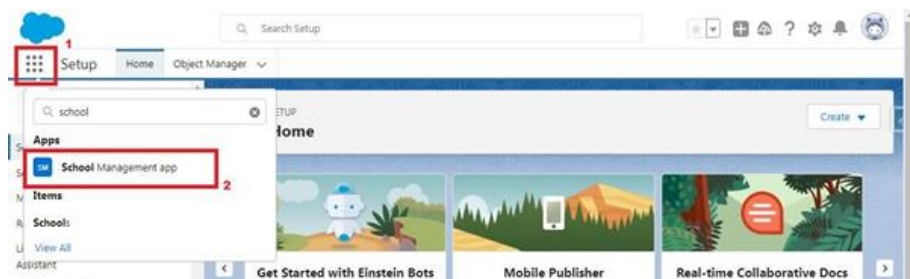 Search Setup
1
Setup Home Object Manager
school
SETUP
Home
Create
Apps
SM School Management app
2
Items
Schools
View All
Assistant
Get Started with Einstein Bots
Mobile Publisher
Real-time Collaborative Docs